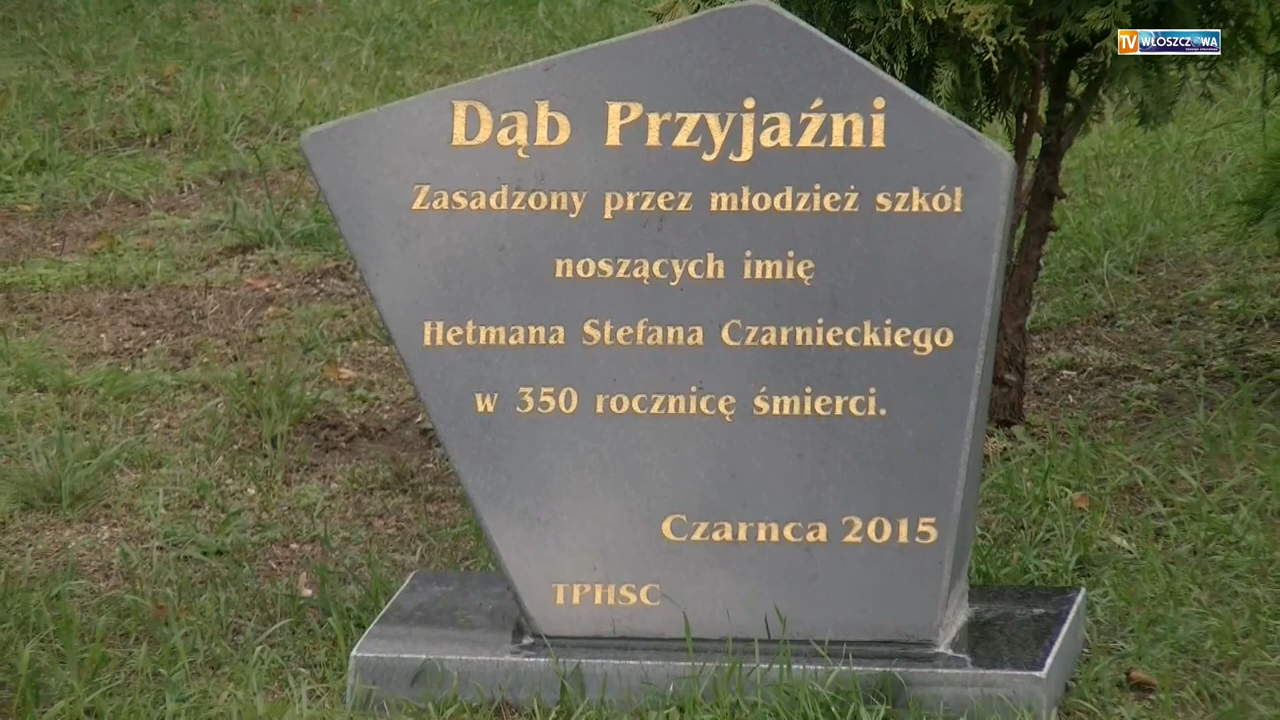 TV WŁOSZCZOWA
Dąb Przyjaźni
Zasadzony przez młodzież szkół
noszących imię
Hetmana Stefana Czarnieckiego
w 350 rocznicę śmierci.
Czarnca 2015
TPHSC